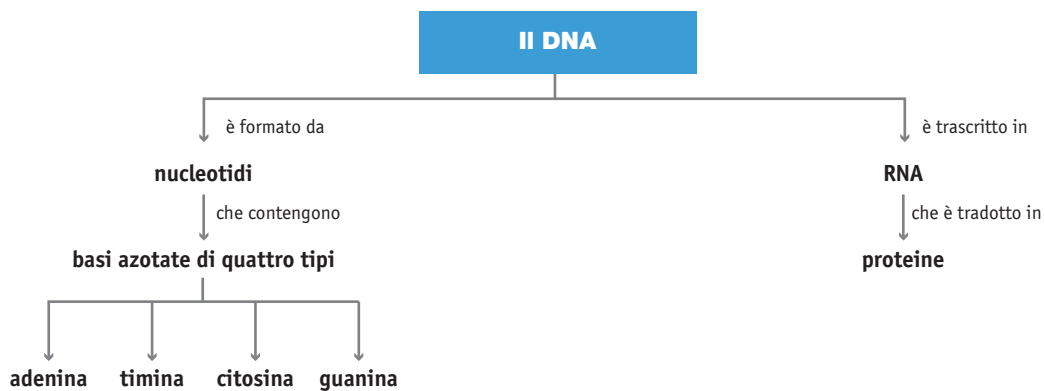 Il DNA
è formato da
è trascritto in
nucleotidi
RNA
che contengono
che è tradotto in
basi azotate di quattro tipi
proteine
adenina timina citosina guanina